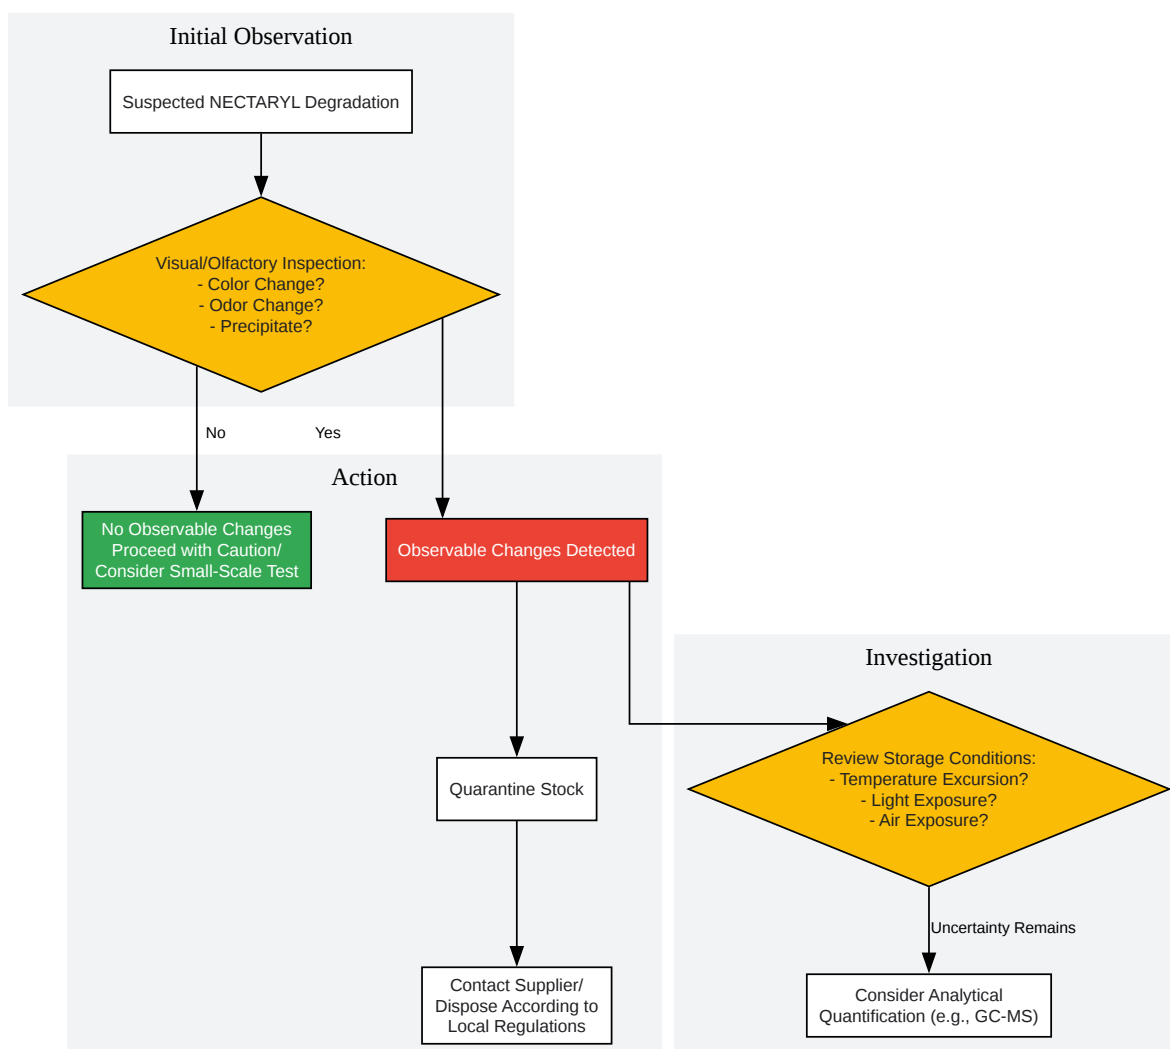 Initial Observation
Suspected NECTARYL Degradation
Visual/Olfactory Inspection:
- Color Change?
- Odor Change?
- Precipitate?
No
Yes
Action
No Observable Changes
Proceed with Caution/
Consider Small-Scale Test
Observable Changes Detected
Investigation
Review Storage Conditions:
- Temperature Excursion?
- Light Exposure?
- Air Exposure?
Quarantine Stock
Uncertainty Remains
Contact Supplier/
Dispose According to
Local Regulations
Consider Analytical
Quantification (e.g., GC-MS)